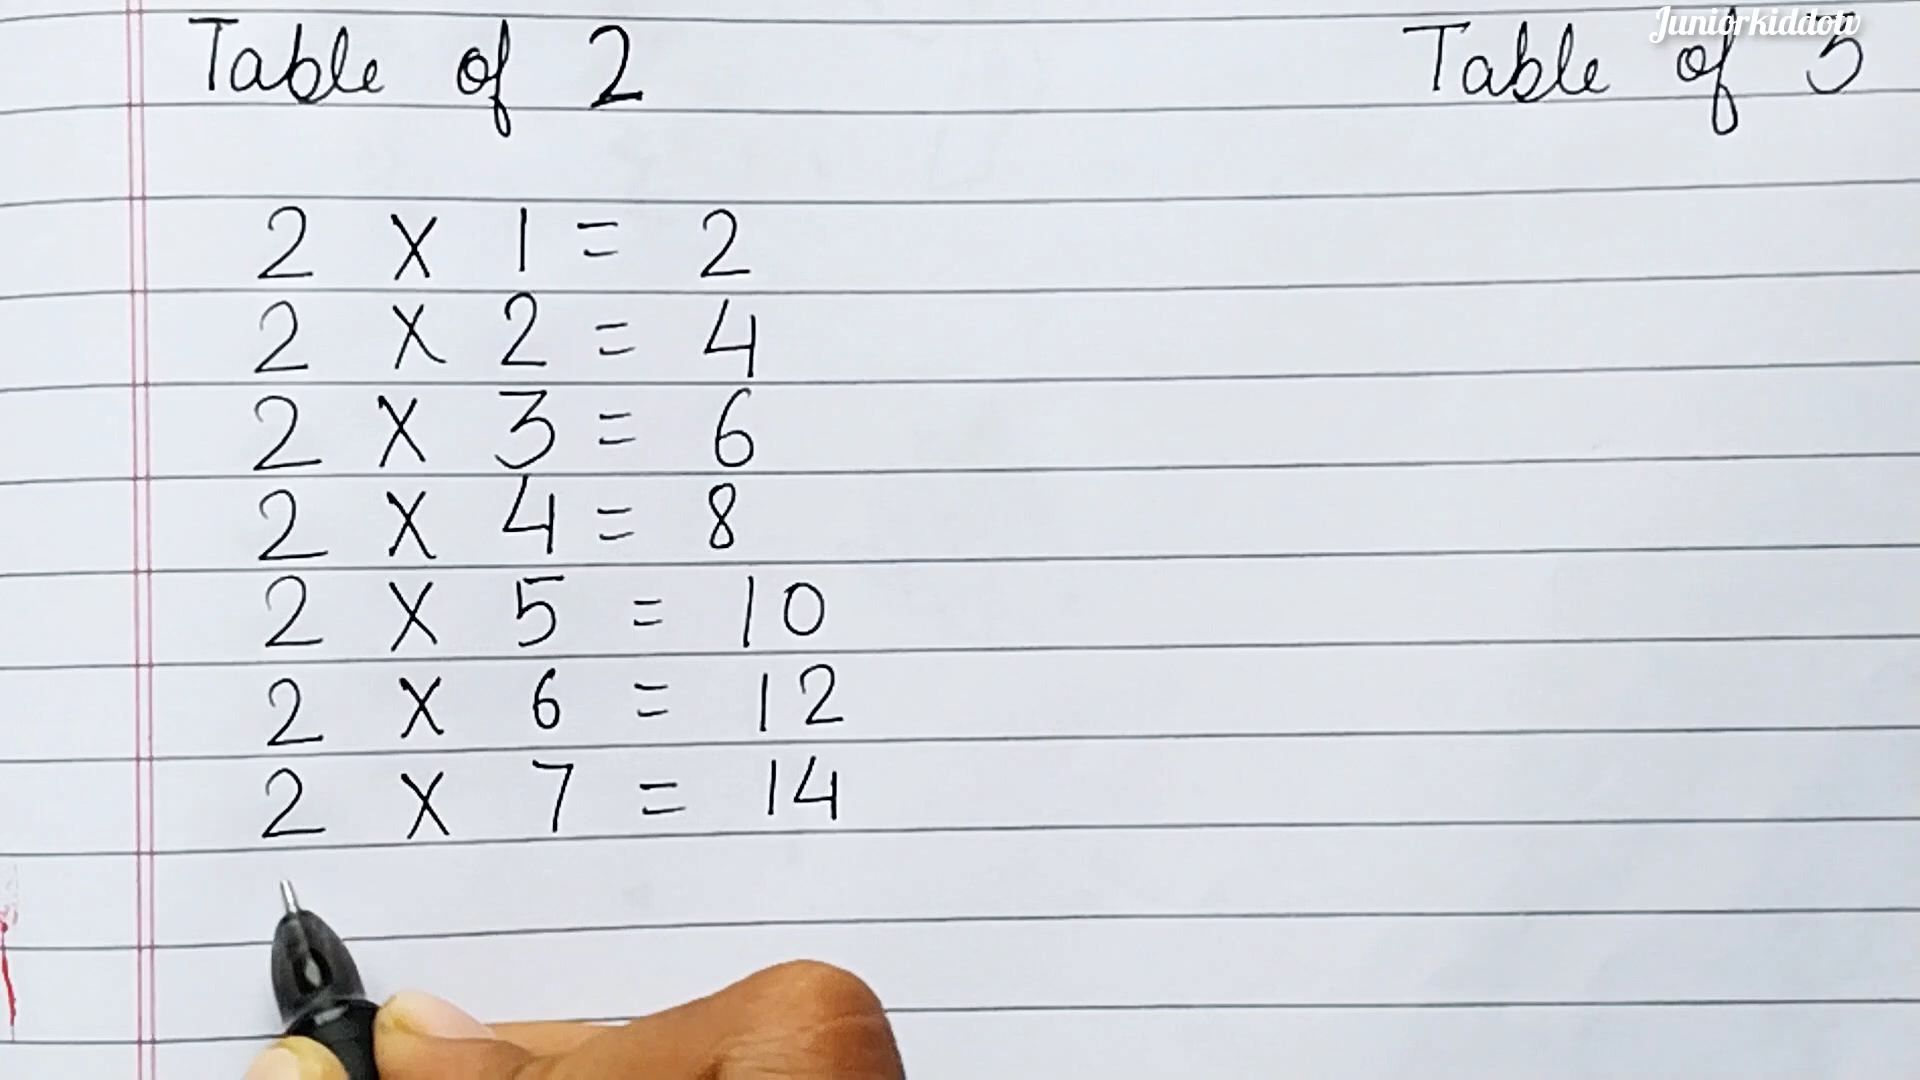 Juniorkiddow
Table of 2
Table of 3
2 X 1 = 2
2 X 2 = 4
2 X 3 = 6
2 X 4 = 8
2 X 5 = 10
2 X 6 = 12
2 X 7 = 14